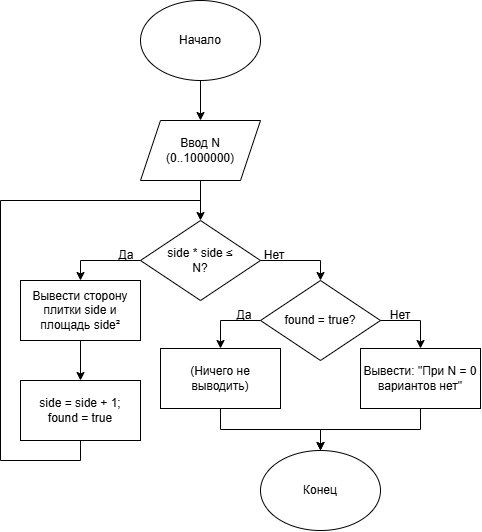 Начало
Ввод N
(0..1000000)
side * side ≤
N?
Да
Нет
Вывести сторону
плитки side и
площадь side²
found = true?
Да
Нет
(Ничего не
выводить)
Вывести: "При N = 0
вариантов нет"
side = side + 1;
found = true
Конец